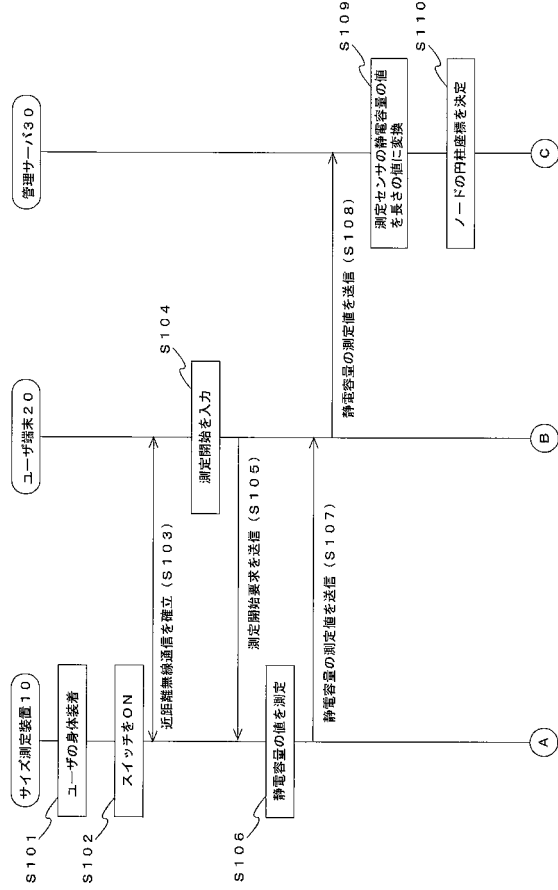 サイズ測定装置10
ユーザ端末20
管理サーバ30
S101
ユーザの身体装着
S102
スイッチをON
近距離無線通信を確立(S103)
S104
測定開始を入力
測定開始要求を送信(S105)
S106
静電容量の値を測定
静電容量の測定値を送信(S107)
静電容量の測定値を送信(S108)
S109
測定センサの静電容量の値
を長さの値に変換
S110
ノードの円柱座標を決定
A
B
C